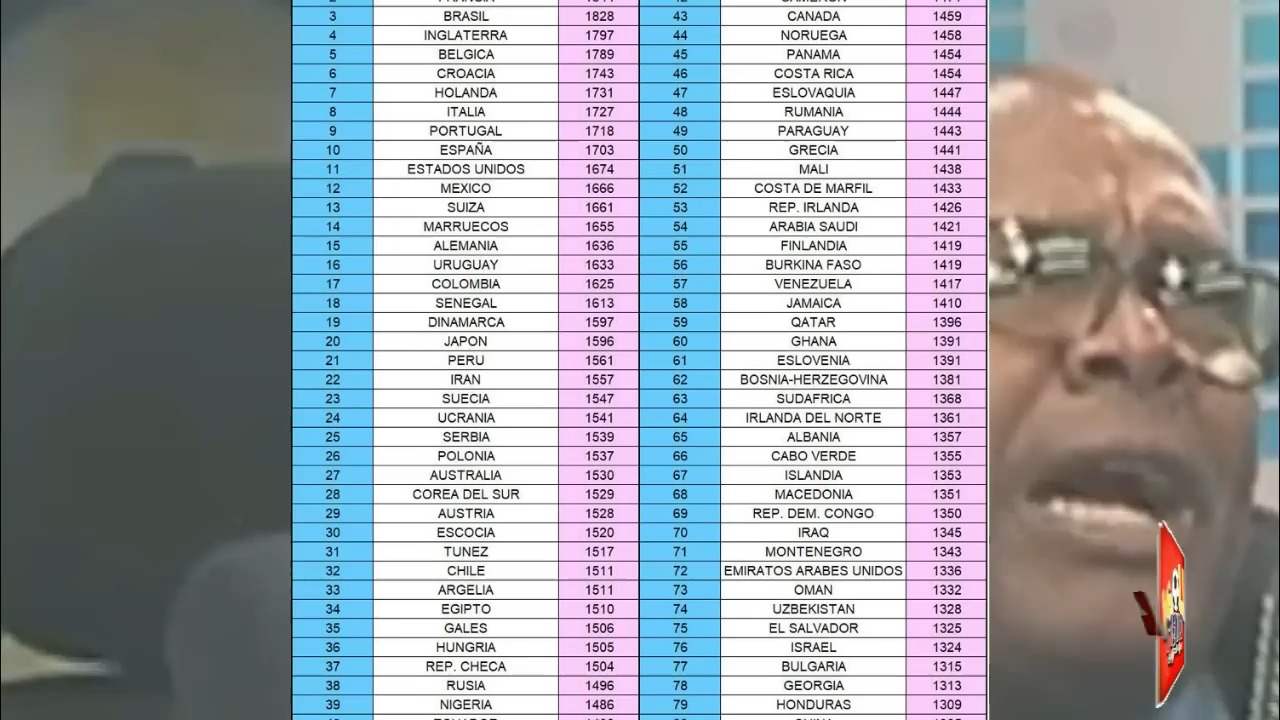 3 BRASIL 1828 43 CANADA 1459
4 INGLATERRA 1797 44 NORUEGA 1458
5 BELGICA 1789 45 PANAMA 1454
6 CROACIA 1743 46 COSTA RICA 1454
7 HOLANDA 1731 47 ESLOVAQUIA 1447
8 ITALIA 1727 48 RUMANIA 1444
9 PORTUGAL 1718 49 PARAGUAY 1443
10 ESPAÑA 1703 50 GRECIA 1441
11 ESTADOS UNIDOS 1674 51 MALI 1438
12 MEXICO 1666 52 COSTA DE MARFIL 1433
13 SUIZA 1661 53 REP. IRLANDA 1426
14 MARRUECOS 1655 54 ARABIA SAUDI 1421
15 ALEMANIA 1636 55 FINLANDIA 1419
16 URUGUAY 1633 56 BURKINA FASO 1419
17 COLOMBIA 1625 57 VENEZUELA 1417
18 SENEGAL 1613 58 JAMAICA 1410
19 DINAMARCA 1597 59 QATAR 1396
20 JAPON 1596 60 GHANA 1391
21 PERU 1561 61 ESLOVENIA 1391
22 IRAN 1557 62 BOSNIA-HERZEGOVINA 1381
23 SUECIA 1547 63 SUDAFRICA 1368
24 UCRANIA 1541 64 IRLANDA DEL NORTE 1361
25 SERBIA 1539 65 ALBANIA 1357
26 POLONIA 1537 66 CABO VERDE 1355
27 AUSTRALIA 1530 67 ISLANDIA 1353
28 COREA DEL SUR 1529 68 MACEDONIA 1351
29 AUSTRIA 1528 69 REP. DEM. CONGO 1350
30 ESCOCIA 1520 70 IRAQ 1345
31 TUNEZ 1517 71 MONTENEGRO 1343
32 CHILE 1511 72 EMIRATOS ARABES UNIDOS 1336
33 ARGELIA 1511 73 OMAN 1332
34 EGIPTO 1510 74 UZBEKISTAN 1328
35 GALES 1506 75 EL SALVADOR 1325
36 HUNGRIA 1505 76 ISRAEL 1324
37 REP. CHECA 1504 77 BULGARIA 1315
38 RUSIA 1496 78 GEORGIA 1313
39 NIGERIA 1486 79 HONDURAS 1309